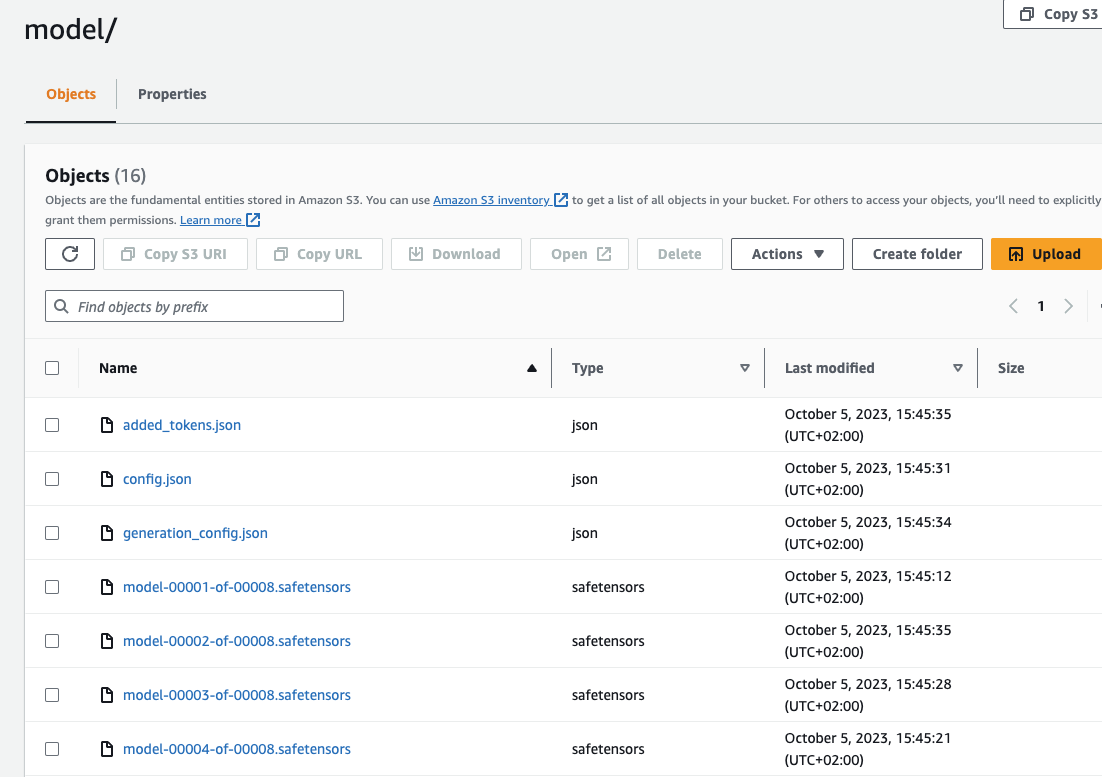 model/
Copy S3
Objects
Properties
Objects (16)
Objects are the fundamental entities stored in Amazon S3. You can use Amazon S3 inventory to get a list of all objects in your bucket. For others to access your objects, you'll need to explicitly
grant them permissions. Learn more
Copy S3 URI
Copy URL
Download
Open
Delete
Actions
Create folder
Upload
Find objects by prefix
1
Name
Type
Last modified
Size
added_tokens.json
json
October 5, 2023, 15:45:35
(UTC+02:00)
config.json
json
October 5, 2023, 15:45:31
(UTC+02:00)
generation_config.json
json
October 5, 2023, 15:45:34
(UTC+02:00)
model-00001-of-00008.safetensors
safetensors
October 5, 2023, 15:45:12
(UTC+02:00)
model-00002-of-00008.safetensors
safetensors
October 5, 2023, 15:45:35
(UTC+02:00)
model-00003-of-00008.safetensors
safetensors
October 5, 2023, 15:45:28
(UTC+02:00)
model-00004-of-00008.safetensors
safetensors
October 5, 2023, 15:45:21
(UTC+02:00)